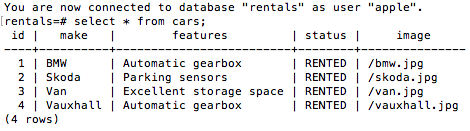 You are now connected to database "rentals" as user "apple".
[rentals=# select * from cars;
 id |   make   |         features         | status |     image
----+----------+--------------------------+--------+---------------
  1 | BMW      | Automatic gearbox        | RENTED | /bmw.jpg
  2 | Skoda    | Parking sensors          | RENTED | /skoda.jpg
  3 | Van      | Excellent storage space  | RENTED | /van.jpg
  4 | Vauxhall | Automatic gearbox        | RENTED | /vauxhall.jpg
(4 rows)